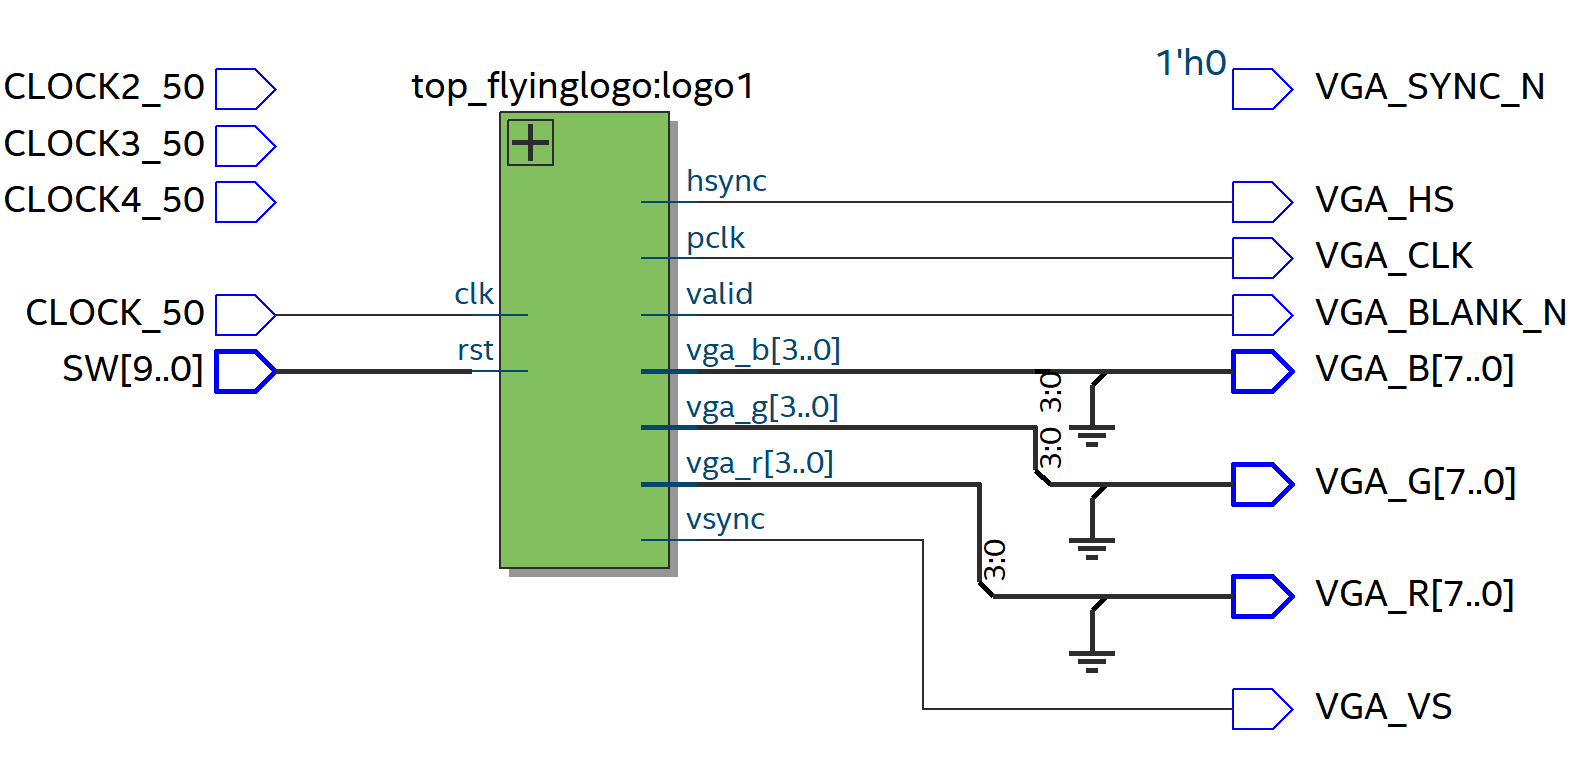 CLOCK2_50
CLOCK3_50
CLOCK4_50
CLOCK_50
SW[9..0]
top_flyinglogo:logo1
clk
rst
hsync
pclk
valid
vga_b[3..0]
vga_g[3..0]
vga_r[3..0]
vsync
3:0
3:0
3:0
1'h0
VGA_SYNC_N
VGA_HS
VGA_CLK
VGA_BLANK_N
VGA_B[7..0]
VGA_G[7..0]
VGA_R[7..0]
VGA_VS